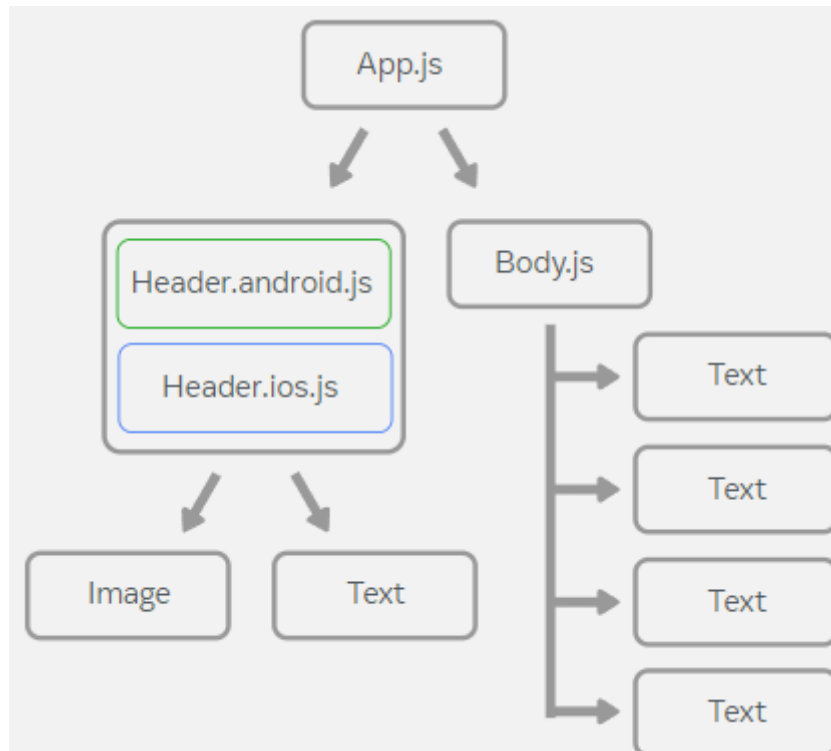 App.js
Header.android.js
Header.ios.js
Body.js
Image
Text
Text
Text
Text
Text